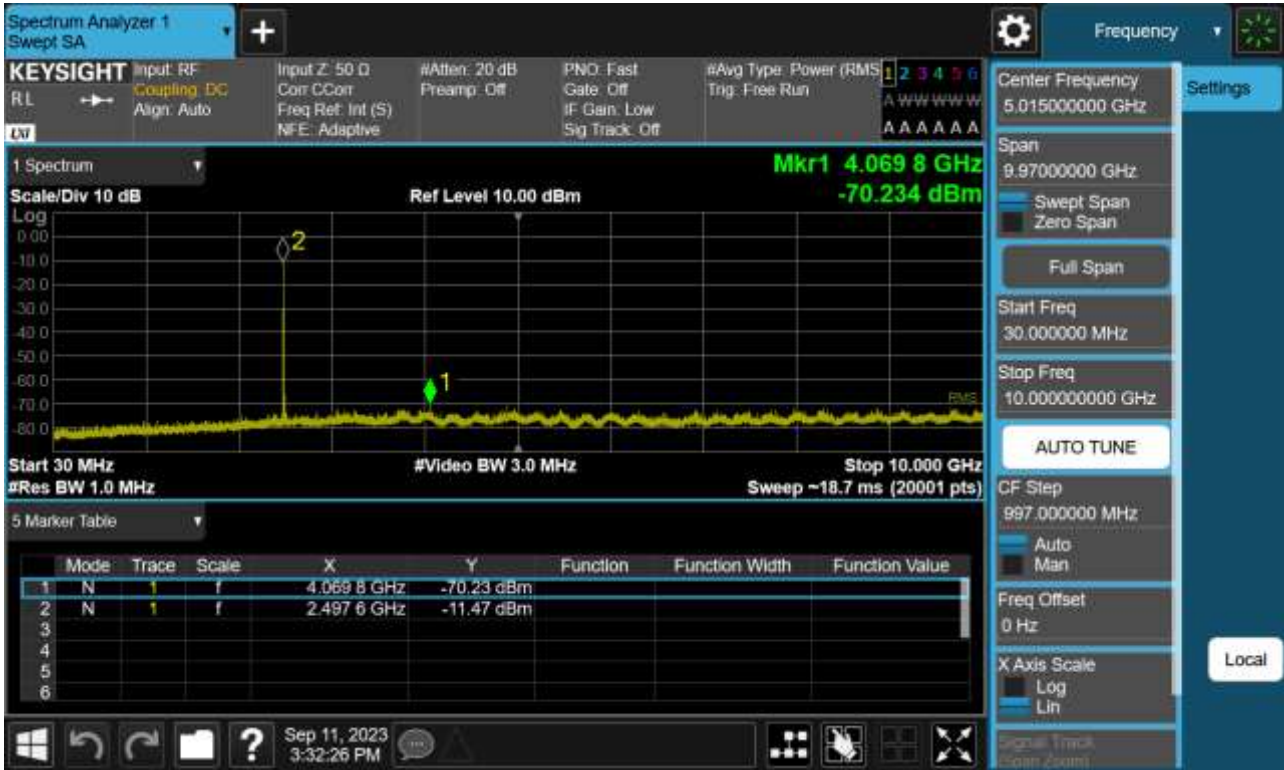 Spectrum Analyzer 1
Swept SA
+
Frequency
KEYSIGHT
RL
LXI
Input: RF
Coupling: DC
Align: Auto
Input Z: 50 Ω
Corr CCorr
Freq Ref: Int (S)
NFE: Adaptive
#Atten: 20 dB
Preamp: Off
PNO: Fast
Gate: Off
IF Gain: Low
Sig Track: Off
#Avg Type: Power (RMS
Trig: Free Run
1 2 3 4 5 6
A W W W W W
A A A A A A
1 Spectrum
Scale/Div 10 dB
Ref Level 10.00 dBm
Mkr1 4.069 8 GHz
-70.234 dBm
Log
0.00
-10.0
-20.0
-30.0
-40.0
-50.0
-60.0
-70.0
-80.0
2
1
RMS
Start 30 MHz
#Video BW 3.0 MHz
Stop 10.000 GHz
#Res BW 1.0 MHz
Sweep ~18.7 ms (20001 pts)
5 Marker Table
Mode Trace Scale X Y Function Function Width Function Value
1 N 1 f 4.069 8 GHz -70.23 dBm
2 N 1 f 2.497 6 GHz -11.47 dBm
3
4
5
6
?
Sep 11, 2023
3:32:26 PM
Center Frequency
5.015000000 GHz
Settings
Span
9.97000000 GHz
Swept Span
Zero Span
Full Span
Start Freq
30.000000 MHz
Stop Freq
10.000000000 GHz
AUTO TUNE
CF Step
997.000000 MHz
Auto
Man
Freq Offset
0 Hz
X Axis Scale
Log
Lin
Local
Signal Track
(Span Zoom)